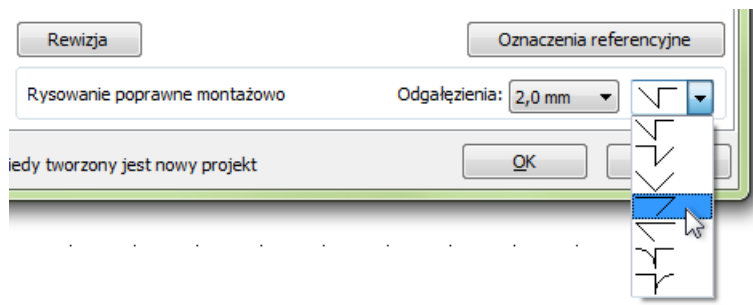 Rewizja
Oznaczenia referencyjne
Rysowanie poprawne montażowo
Odgałęzienia: 2,0 mm
iedy tworzony jest nowy projekt
OK